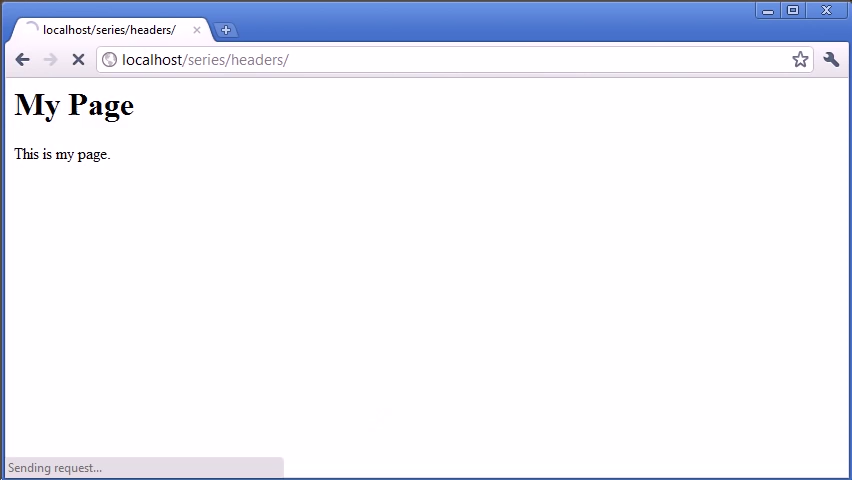 localhost/series/headers/
localhost/series/headers/
My Page
This is my page.
Sending request...